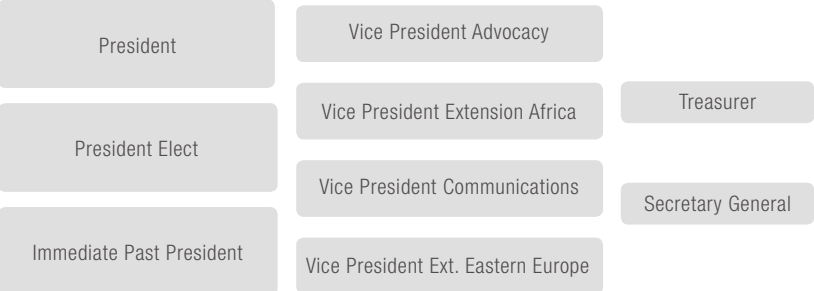 President
President Elect
Immediate Past President
Vice President Advocacy
Vice President Extension Africa
Vice President Communications
Vice President Ext. Eastern Europe
Treasurer
Secretary General